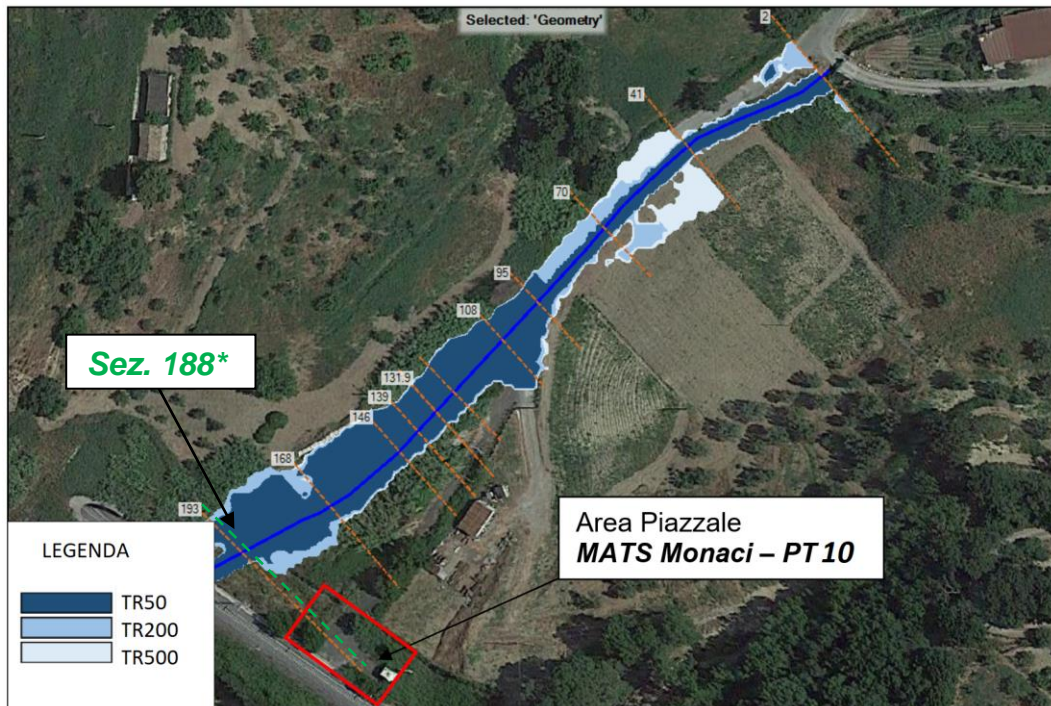 Selected: 'Geometry'
2
41
70
95
108
131.9
139
146
168
193
Sez. 188*
Area Piazzale
MATS Monaci – PT 10
LEGENDA
TR50
TR200
TR500